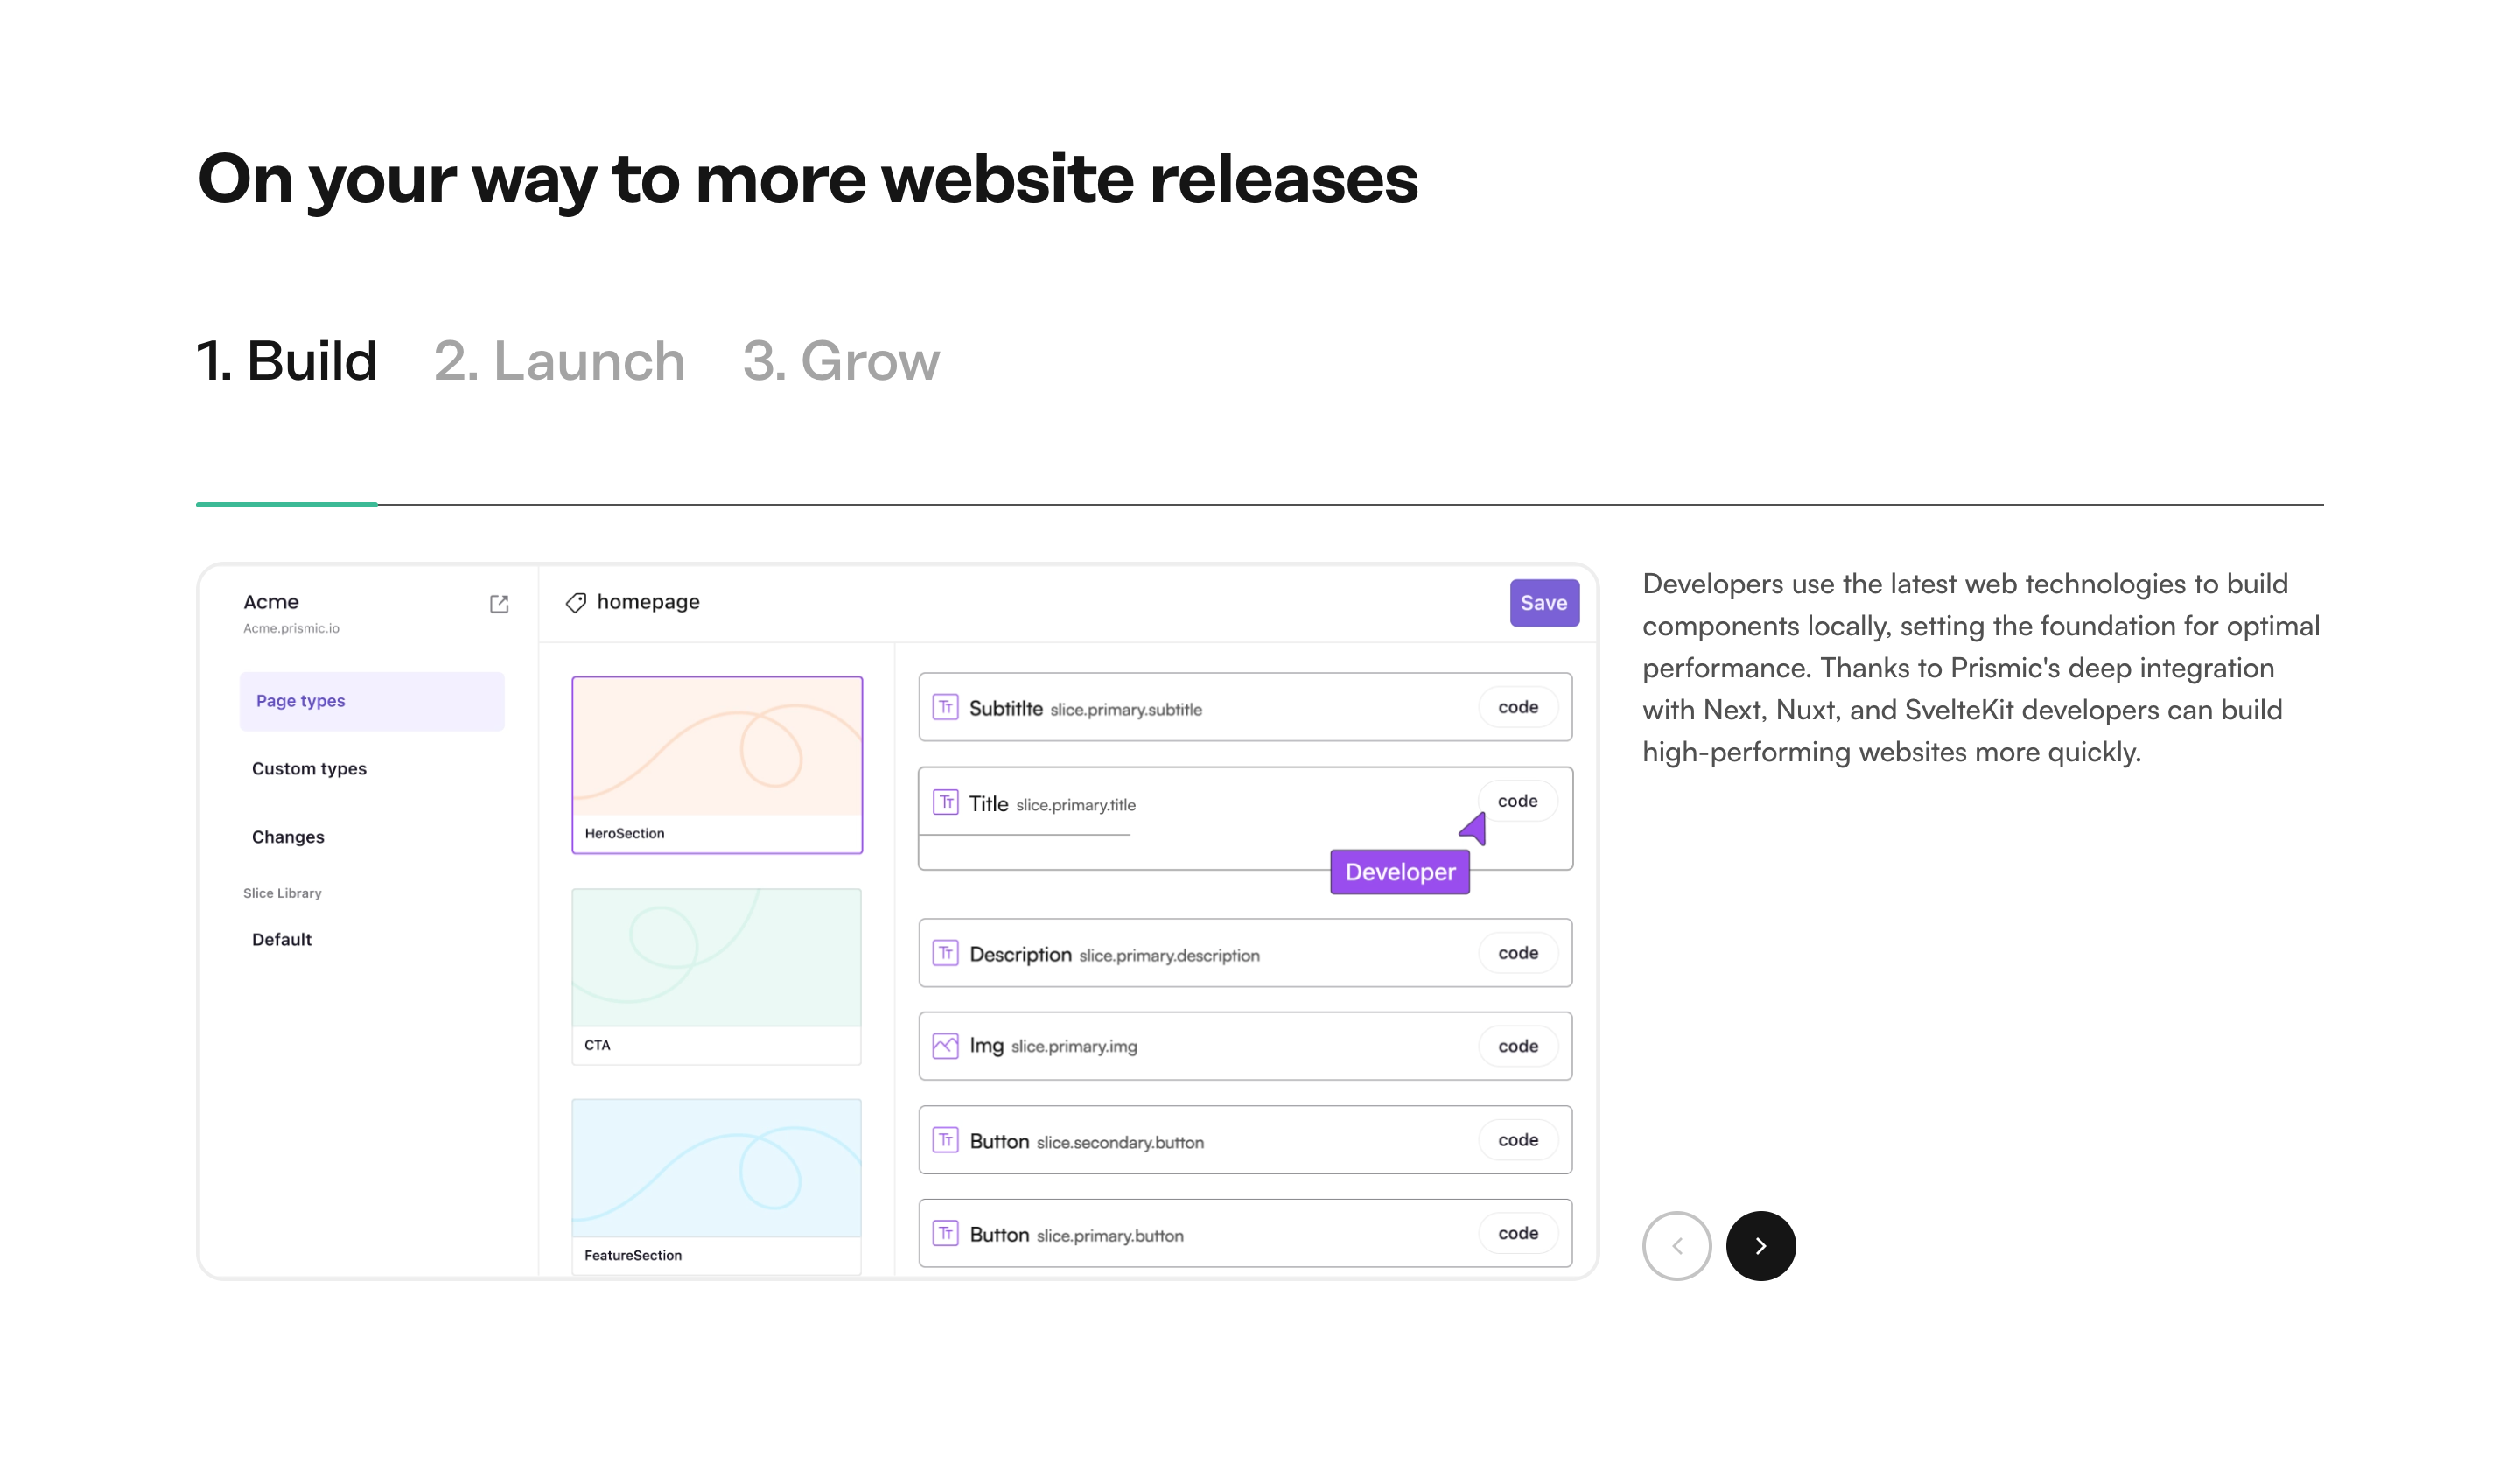 On your way to more website releases
1. Build 2. Launch 3. Grow
Acme
Acme.prismic.io
Page types
Custom types
Changes
Slice Library
Default
homepage
Save
HeroSection
CTA
FeatureSection
Subtitlte slice.primary.subtitle code
Title slice.primary.title code
Developer
Description slice.primary.description code
Img slice.primary.img code
Button slice.secondary.button code
Button slice.primary.button code
Developers use the latest web technologies to build
components locally, setting the foundation for optimal
performance. Thanks to Prismic's deep integration
with Next, Nuxt, and SvelteKit developers can build
high-performing websites more quickly.